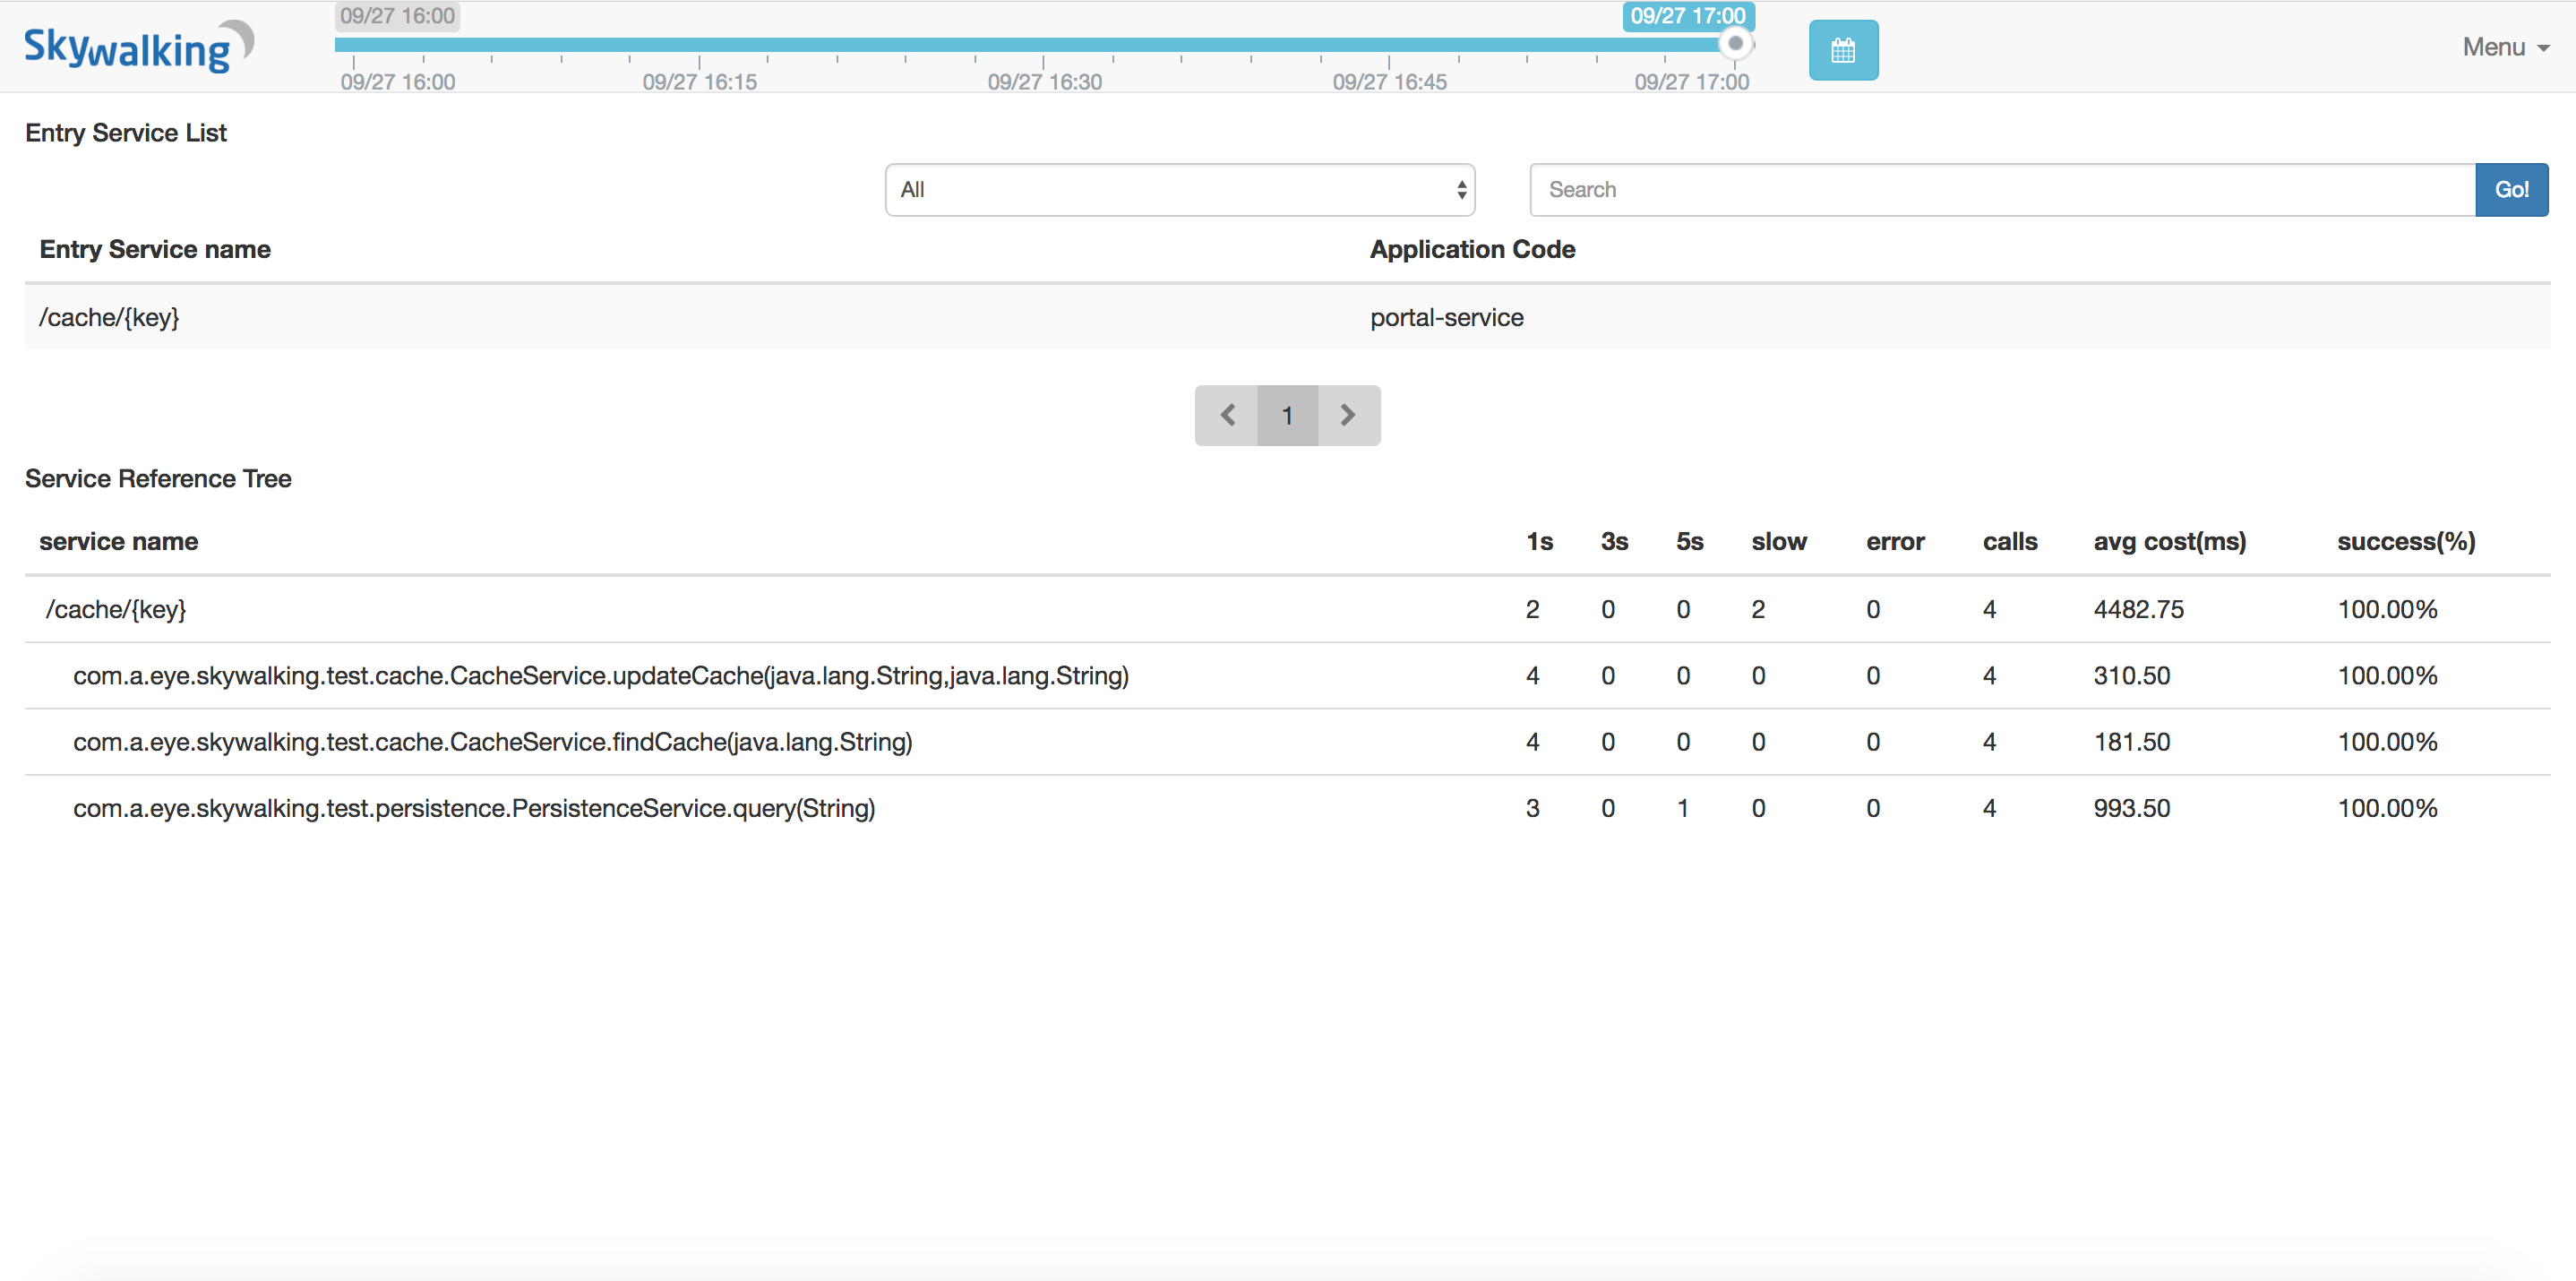 Skywalking
09/27 16:00
09/27 17:00
09/27 16:00 09/27 16:15 09/27 16:30 09/27 16:45 09/27 17:00
Menu
Entry Service List
All
Search
Go!
Entry Service name Application Code
/cache/{key} portal-service
1
Service Reference Tree
service name 1s 3s 5s slow error calls avg cost(ms) success(%)
/cache/{key} 2 0 0 2 0 4 4482.75 100.00%
com.a.eye.skywalking.test.cache.CacheService.updateCache(java.lang.String,java.lang.String) 4 0 0 0 0 4 310.50 100.00%
com.a.eye.skywalking.test.cache.CacheService.findCache(java.lang.String) 4 0 0 0 0 4 181.50 100.00%
com.a.eye.skywalking.test.persistence.PersistenceService.query(String) 3 0 1 0 0 4 993.50 100.00%